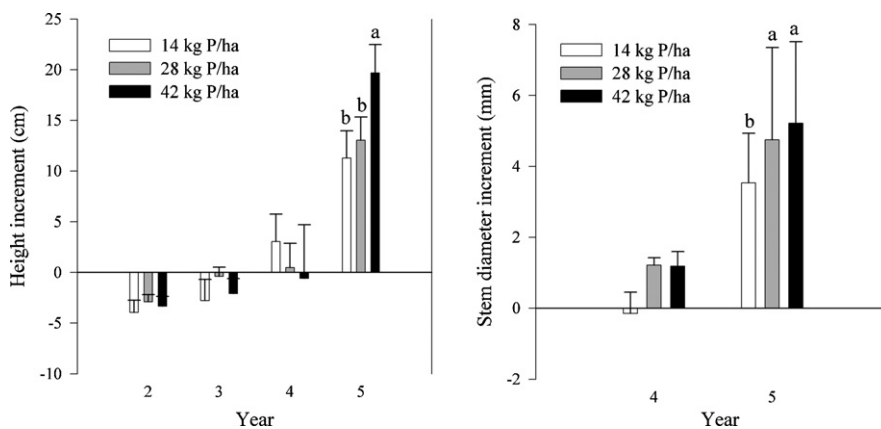 25
20
15
10
5
0
-5
-10
Height increment (cm)
14 kg P/ha
28 kg P/ha
42 kg P/ha
b b a
2 3 4 5
Year
8
6
4
2
0
-2
Stem diameter increment (mm)
14 kg P/ha
28 kg P/ha
42 kg P/ha
b a a
4 5
Year